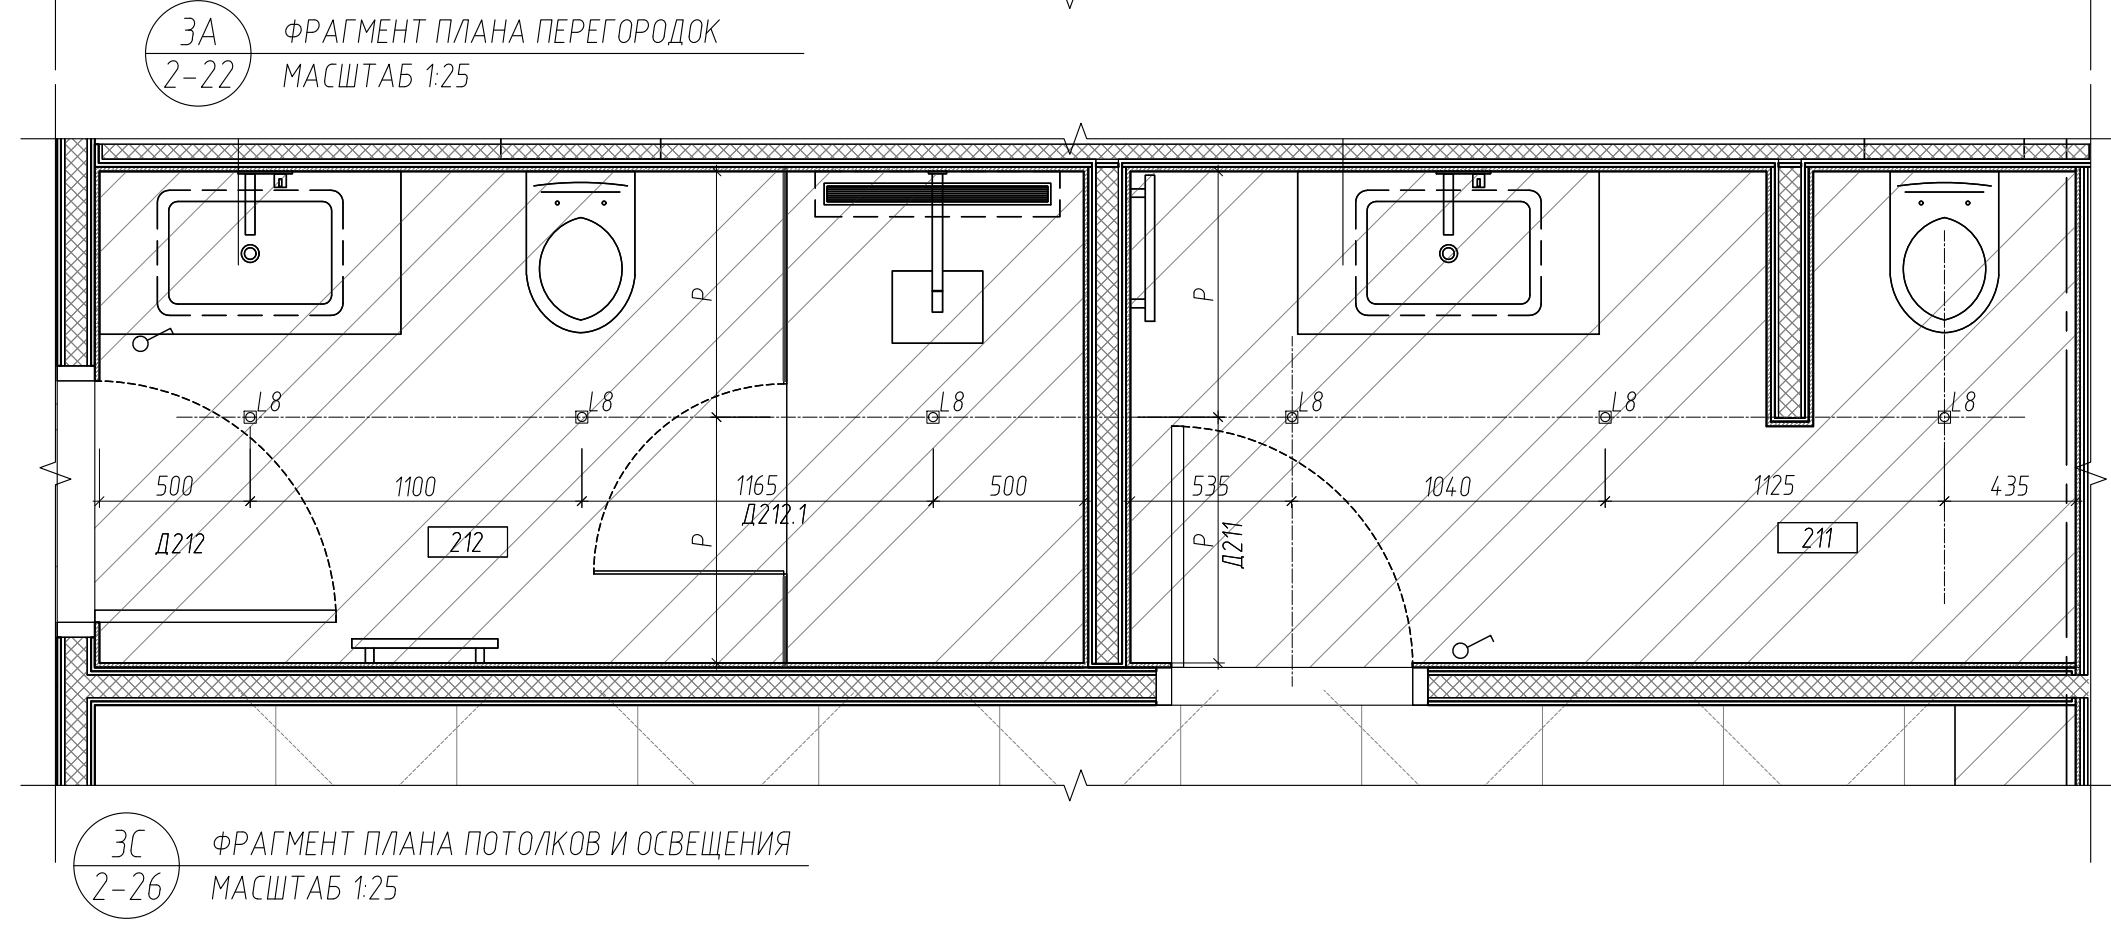 3А
ФРАГМЕНТ ПЛАНА ПЕРЕГОРОДОК
2-22
МАСШТАБ 1:25
P
P
L8
L8
L8
L8
L8
L8
500
1100
1165
500
535
1040
1125
435
Д212
212
Д212.1
P
P
Д211
211
3С
ФРАГМЕНТ ПЛАНА ПОТОЛКОВ И ОСВЕЩЕНИЯ
2-26
МАСШТАБ 1:25